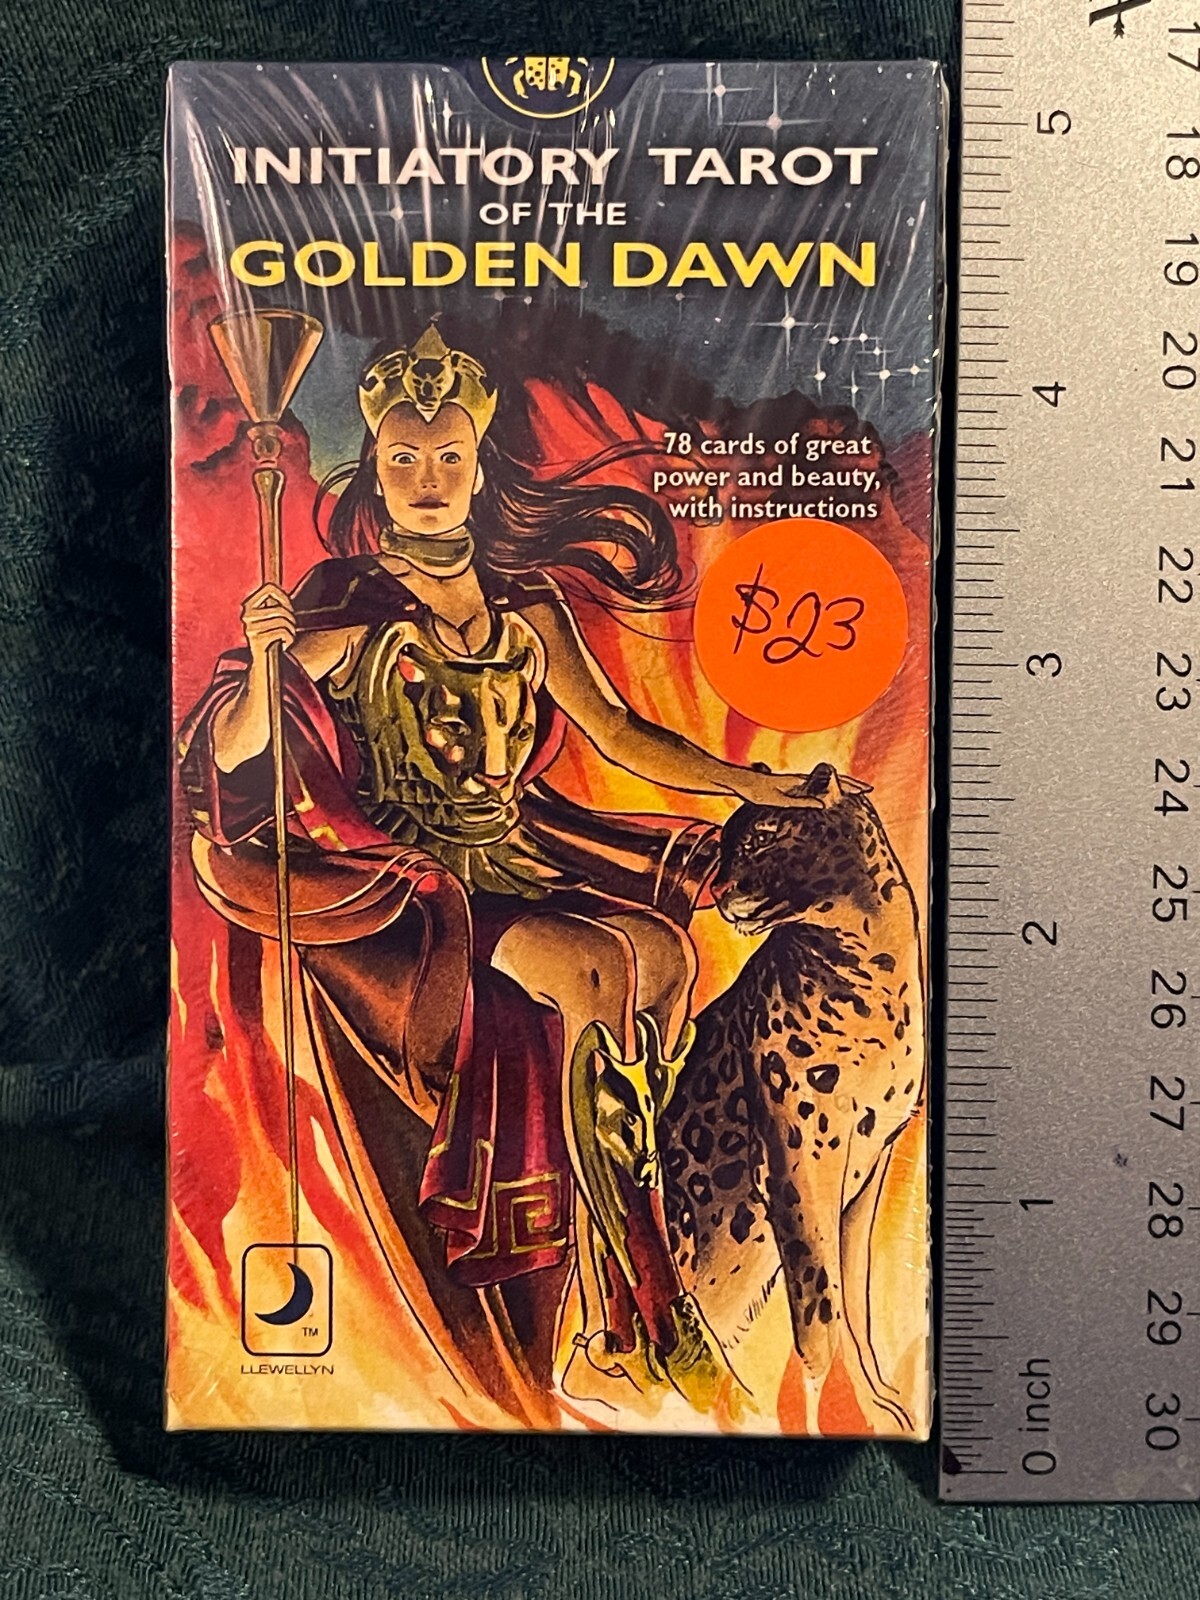 INITIATORY TAROT
OF THE
GOLDEN DAWN
78 cards of great
power and beauty,
with instructions
$23
TM
LLEWELLYN
5
4
3
2
1
0 inch
17
18
19
20
21
22
23
24
25
26
27
28
29
30